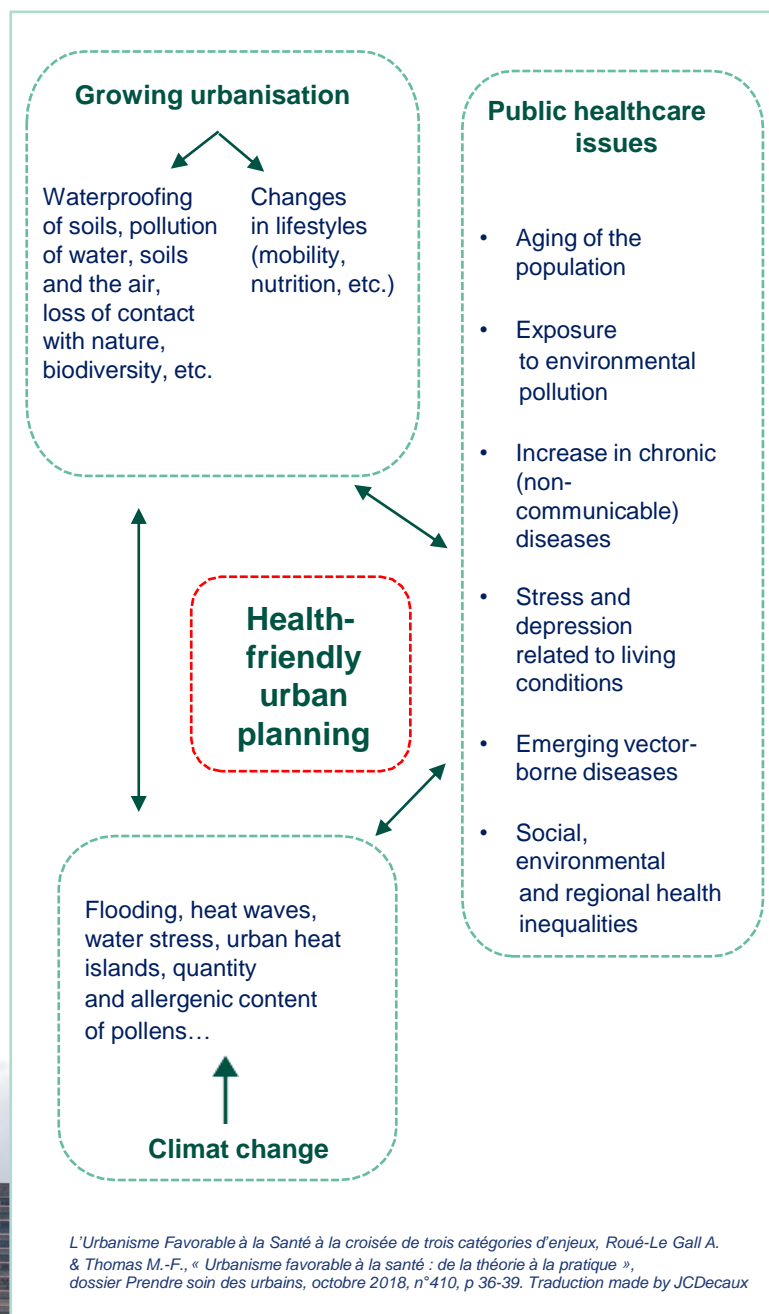 Growing urbanisation
Waterproofing
of soils, pollution
of water, soils
and the air,
loss of contact
with nature,
biodiversity, etc.
Changes
in lifestyles
(mobility,
nutrition, etc.)
Public healthcare
issues
• Aging of the
population
• Exposure
to environmental
pollution
• Increase in chronic
(non-
communicable)
diseases
• Stress and
depression
related to living
conditions
• Emerging vector-
borne diseases
• Social,
environmental
and regional health
inequalities
Health-
friendly
urban
planning
Flooding, heat waves,
water stress, urban heat
islands, quantity
and allergenic content
of pollens…
Climat change
L'Urbanisme Favorable à la Santé à la croisée de trois catégories d'enjeux, Roué-Le Gall A.
& Thomas M.-F., « Urbanisme favorable à la santé : de la théorie à la pratique »,
dossier Prendre soin des urbains, octobre 2018, n°410, p 36-39. Traduction made by JCDecaux